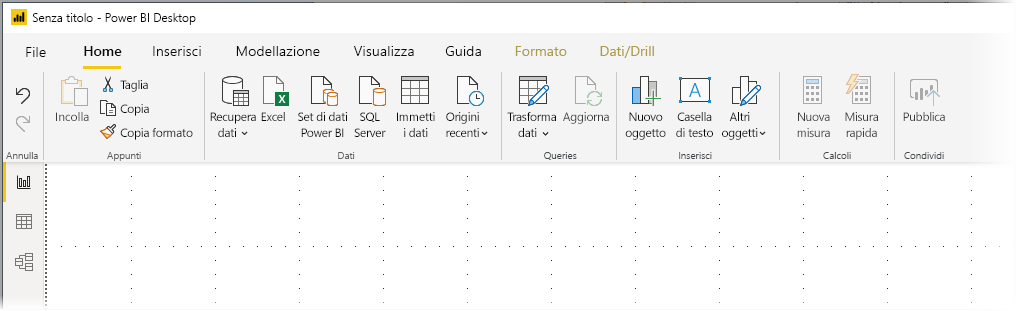 Senza titolo - Power BI Desktop
File Home Inserisci Modellazione Visualizza Guida Formato Dati/Drill
Incolla
Taglia
Copia
Copia formato
Recupera dati
Excel
Set di dati Power BI
SQL Server
Immetti i dati
Origini recenti
Trasforma dati
Aggiorna
Nuovo oggetto
A
Casella di testo
Altri oggetti
Nuova misura
Misura rapida
Pubblica
Annulla Appunti Dati Queries Inserisci Calcoli Condividi